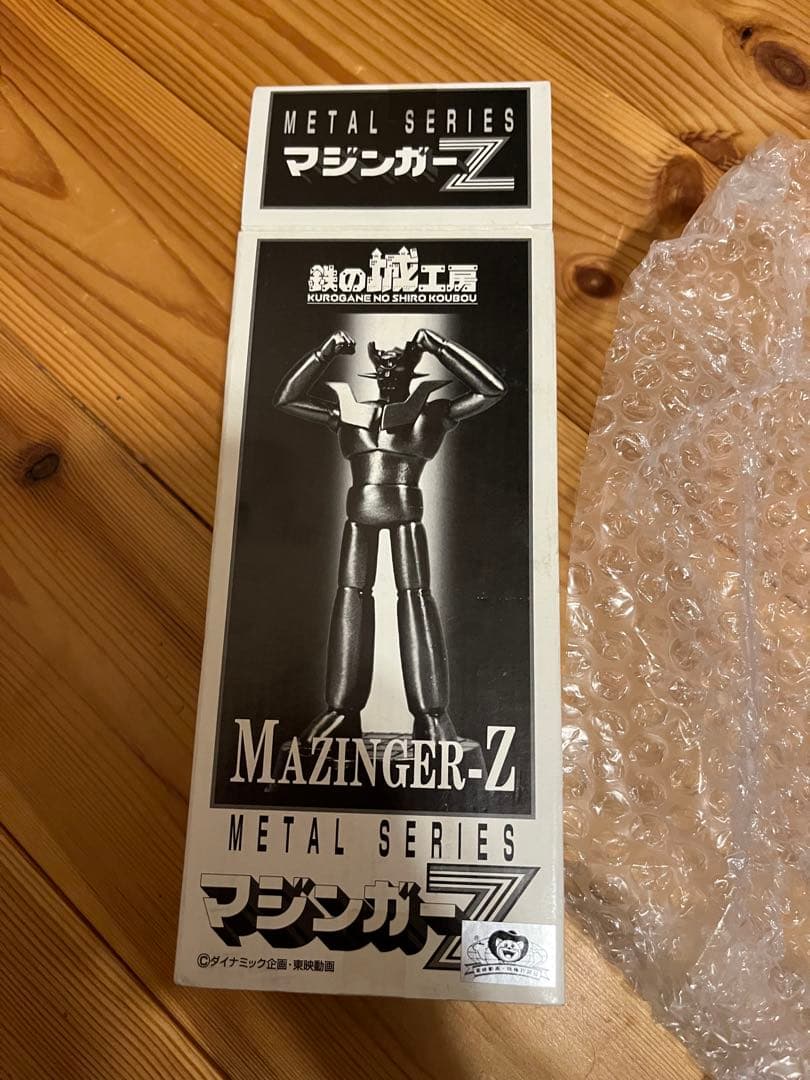 METAL SERIES
マジンガーZ
鉄の城工房
KUROGANE NO SHIRO KOUBOU
MAZINGER-Z
METAL SERIES
マジンガーZ
©ダイナミック企画・東映動画